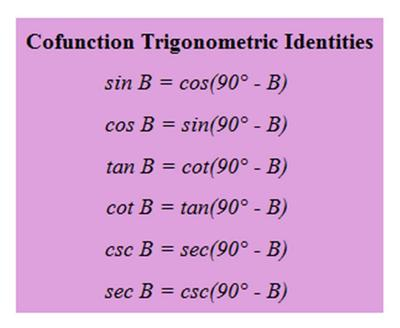 Cofunction Trigonometric Identities
sin B = cos(90° - B)
cos B = sin(90° - B)
tan B = cot(90° - B)
cot B = tan(90° - B)
csc B = sec(90° - B)
sec B = csc(90° - B)